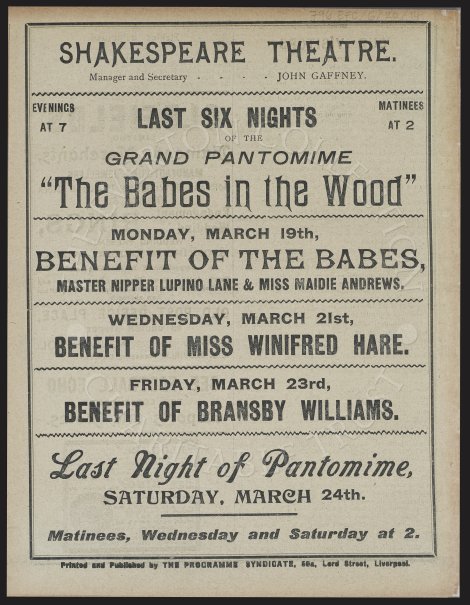 SHAKESPEARE THEATRE.
Manager and Secretary . . . . JOHN GAFFNEY.
EVENINGS
AT 7
LAST SIX NIGHTS
MATINEES
AT 2
OF THE
GRAND PANTOMIME
"The Babes in the Wood"
MONDAY, MARCH 19th,
BENEFIT OF THE BABES,
MASTER NIPPER LUPINO LANE & MISS MAIDIE ANDREWS.
WEDNESDAY, MARCH 21st,
BENEFIT OF MISS WINIFRED HARE.
FRIDAY, MARCH 23rd,
BENEFIT OF BRANSBY WILLIAMS.
Last Night of Pantomime,
SATURDAY, MARCH 24th.
Matinees, Wednesday and Saturday at 2.
Printed and Published by THE PROGRAMME SYNDICATE, 59a, Lord Street, Liverpool.